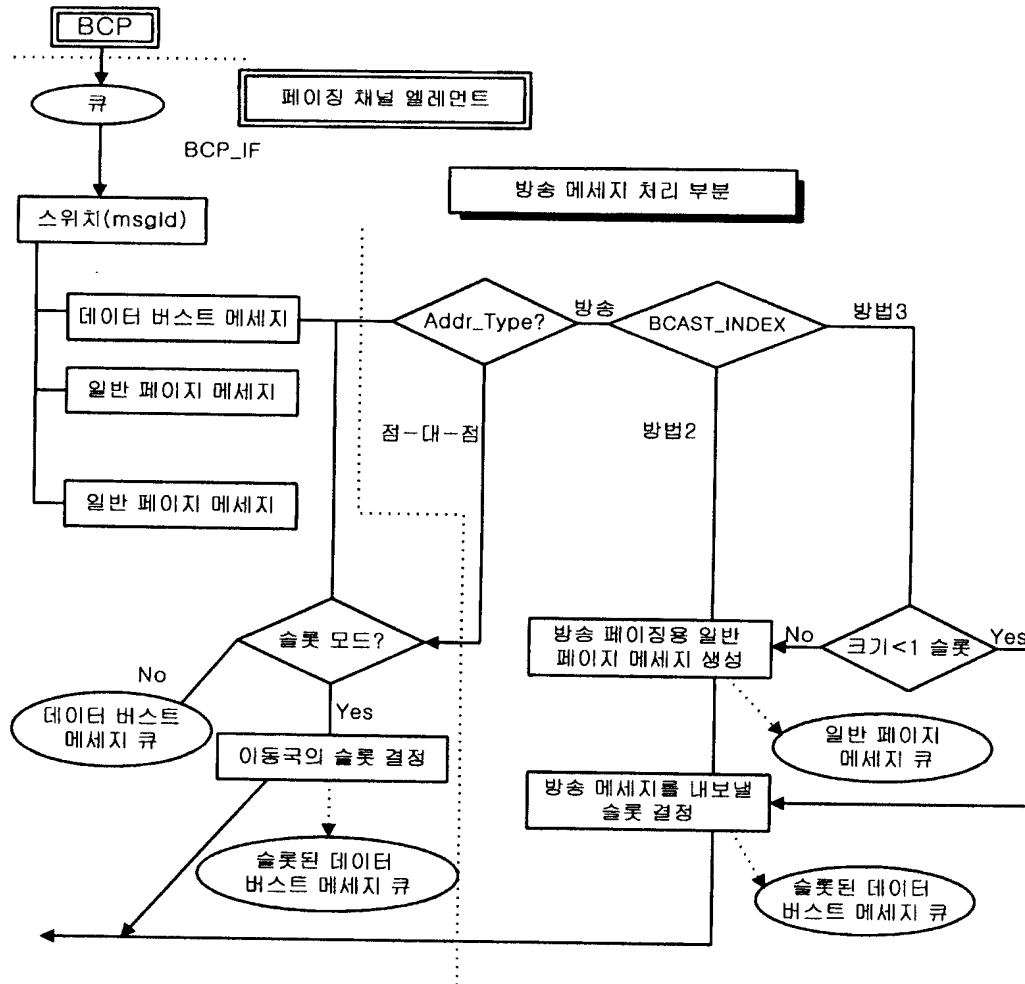 BCP
큐
페이징 채널 엘레먼트
BCP_IF
방송 메세지 처리 부분
스위치(msgId)
데이터 버스트 메세지
Addr_Type?
방송
BCAST_INDEX
방법3
일반 페이지 메세지
점-대-점
방법2
일반 페이지 메세지
슬롯 모드?
방송 페이징용 일반
페이지 메세지 생성
No
크기<1 슬롯
Yes
No
데이터 버스트
메세지 큐
Yes
이동국의 슬롯 결정
일반 페이지
메세지 큐
방송 메세지를 내보낼
슬롯 결정
슬롯된 데이터
버스트 메세지 큐
슬롯된 데이터
버스트 메세지 큐